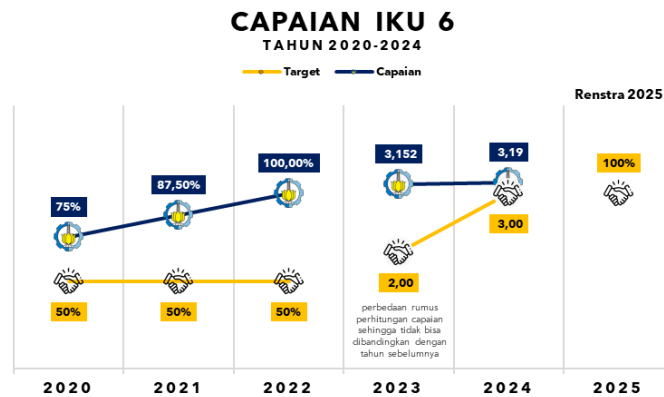 CAPAIAN IKU 6
TAHUN 2020-2024
Target Capaian
Renstra 2025
75%
87,50%
100,00%
3,152
3,19
100%
50%
50%
50%
2,00
3,00
perbedaan rumus
perhitungan capaian
sehingga tidak bisa
dibandingkan dengan
tahun sebelumnya
2020 2021 2022 2023 2024 2025